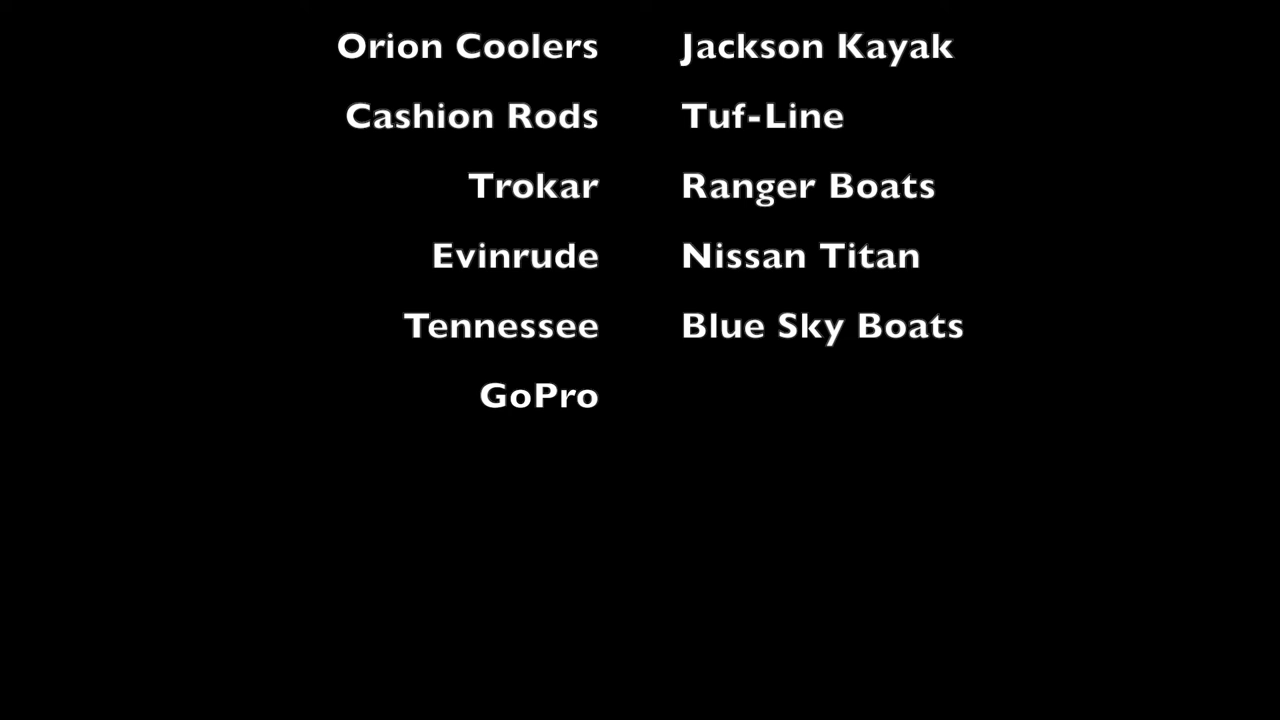 Orion Coolers Jackson Kayak
Cashion Rods Tuf-Line
Trokar Ranger Boats
Evinrude Nissan Titan
Tennessee Blue Sky Boats
GoPro